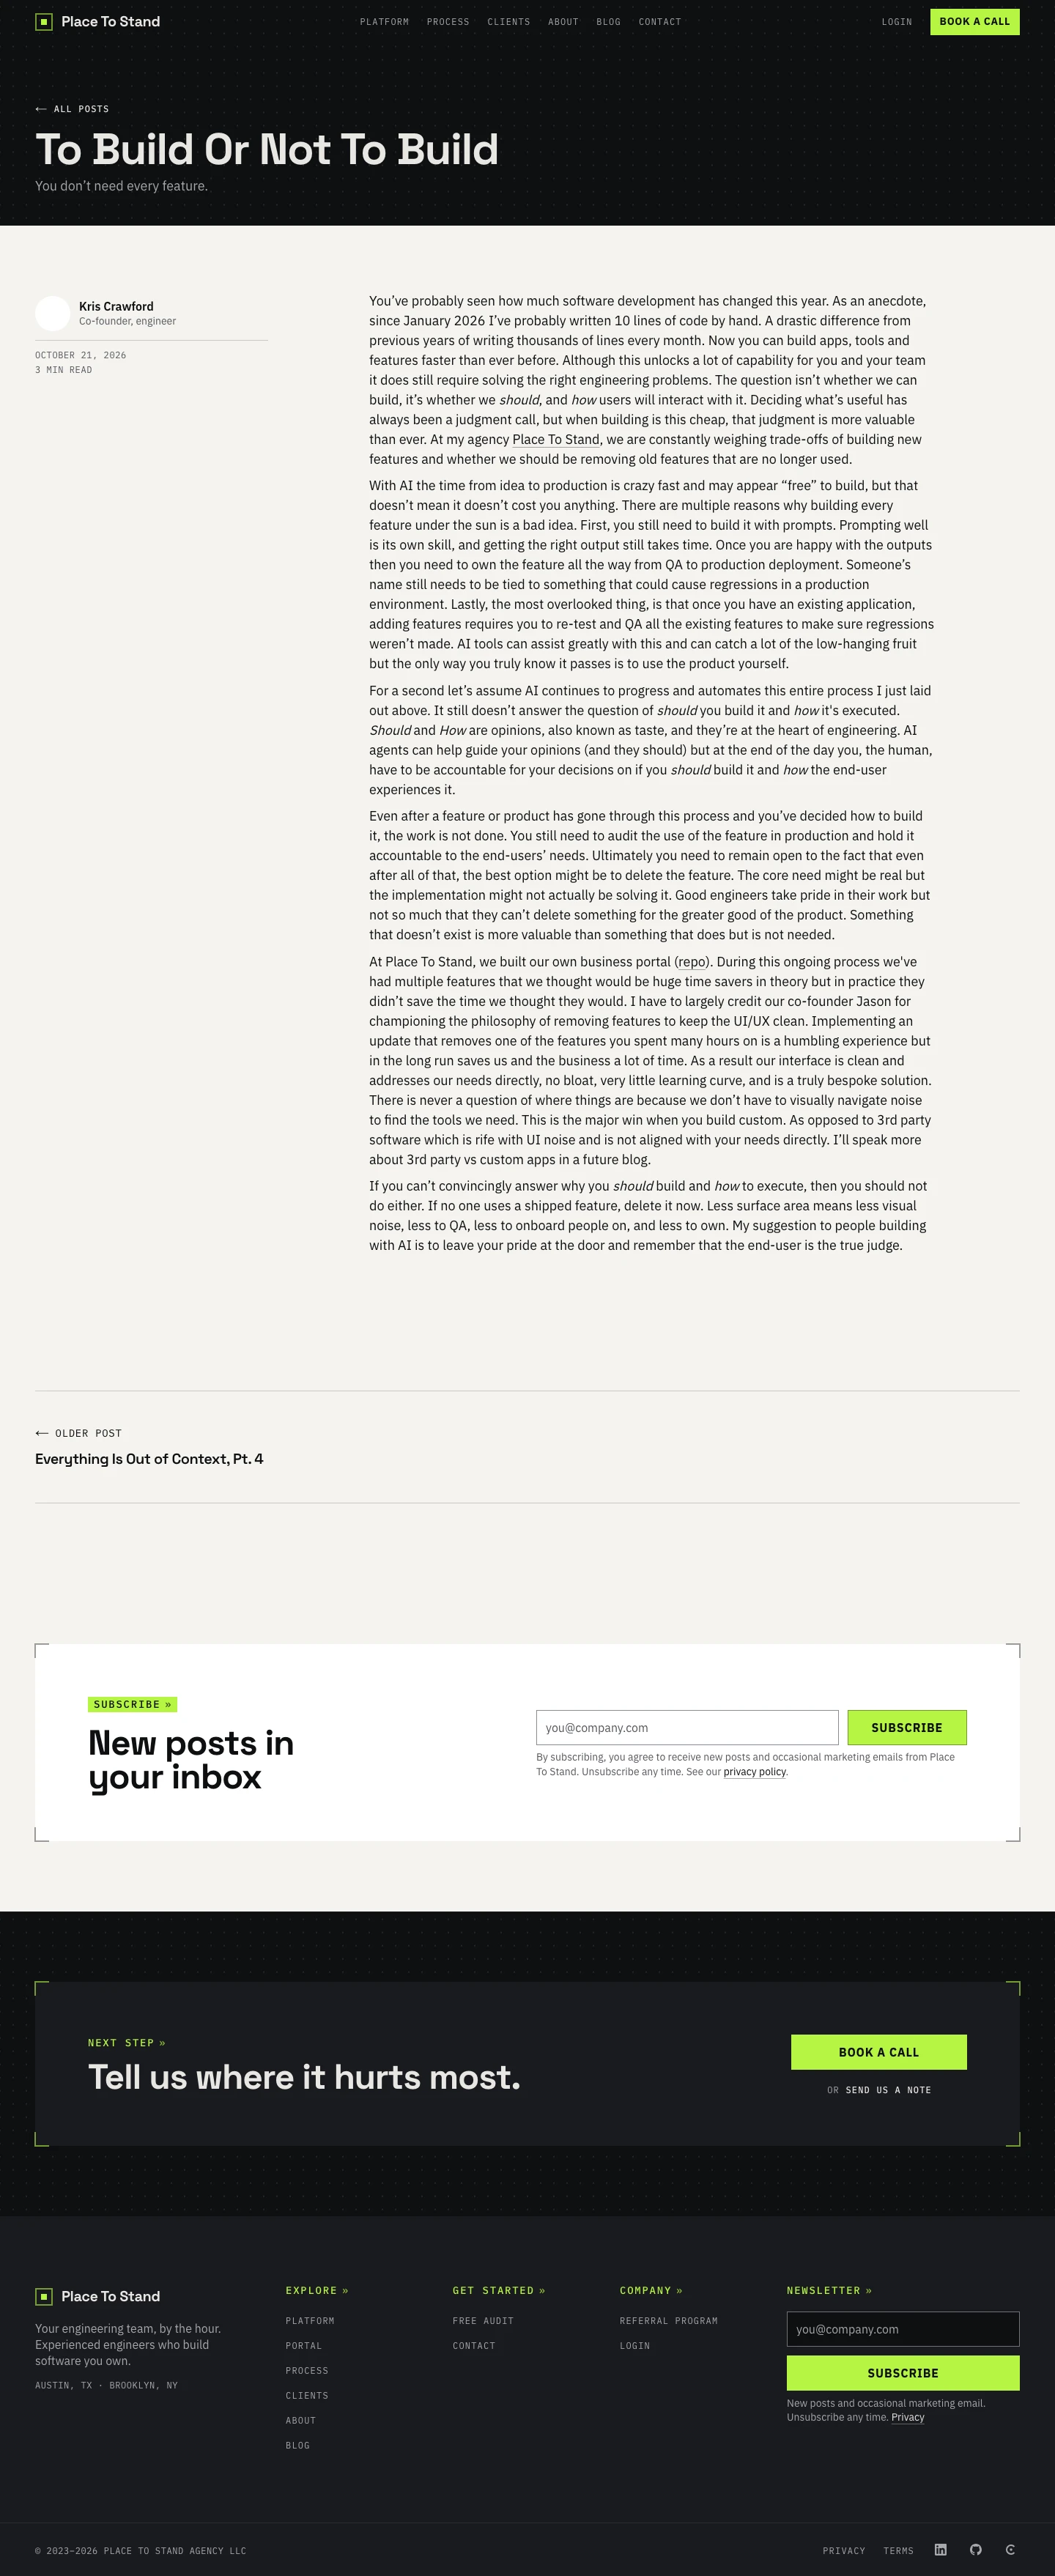 Place To Stand
PLATFORM PROCESS CLIENTS ABOUT BLOG CONTACT
LOGIN BOOK A CALL
← ALL POSTS
To Build Or Not To Build
You don’t need every feature.
Kris Crawford
Co-founder, engineer
OCTOBER 21, 2026
3 MIN READ
You’ve probably seen how much software development has changed this year. As an anecdote,
since January 2026 I’ve probably written 10 lines of code by hand. A drastic difference from
previous years of writing thousands of lines every month. Now you can build apps, tools and
features faster than ever before. Although this unlocks a lot of capability for you and your team
it does still require solving the right engineering problems. The question isn’t whether we can
build, it’s whether we should, and how users will interact with it. Deciding what’s useful has
always been a judgment call, but when building is this cheap, that judgment is more valuable
than ever. At my agency Place To Stand, we are constantly weighing trade-offs of building new
features and whether we should be removing old features that are no longer used.
With AI the time from idea to production is crazy fast and may appear “free” to build, but that
doesn’t mean it doesn’t cost you anything. There are multiple reasons why building every
feature under the sun is a bad idea. First, you still need to build it with prompts. Prompting well
is its own skill, and getting the right output still takes time. Once you are happy with the outputs
then you need to own the feature all the way from QA to production deployment. Someone’s
name still needs to be tied to something that could cause regressions in a production
environment. Lastly, the most overlooked thing, is that once you have an existing application,
adding features requires you to re-test and QA all the existing features to make sure regressions
weren’t made. AI tools can assist greatly with this and can catch a lot of the low-hanging fruit
but the only way you truly know it passes is to use the product yourself.
For a second let’s assume AI continues to progress and automates this entire process I just laid
out above. It still doesn’t answer the question of should you build it and how it's executed.
Should and How are opinions, also known as taste, and they’re at the heart of engineering. AI
agents can help guide your opinions (and they should) but at the end of the day you, the human,
have to be accountable for your decisions on if you should build it and how the end-user
experiences it.
Even after a feature or product has gone through this process and you’ve decided how to build
it, the work is not done. You still need to audit the use of the feature in production and hold it
accountable to the end-users’ needs. Ultimately you need to remain open to the fact that even
after all of that, the best option might be to delete the feature. The core need might be real but
the implementation might not actually be solving it. Good engineers take pride in their work but
not so much that they can’t delete something for the greater good of the product. Something
that doesn’t exist is more valuable than something that does but is not needed.
At Place To Stand, we built our own business portal (repo). During this ongoing process we've
had multiple features that we thought would be huge time savers in theory but in practice they
didn’t save the time we thought they would. I have to largely credit our co-founder Jason for
championing the philosophy of removing features to keep the UI/UX clean. Implementing an
update that removes one of the features you spent many hours on is a humbling experience but
in the long run saves us and the business a lot of time. As a result our interface is clean and
addresses our needs directly, no bloat, very little learning curve, and is a truly bespoke solution.
There is never a question of where things are because we don’t have to visually navigate noise
to find the tools we need. This is the major win when you build custom. As opposed to 3rd party
software which is rife with UI noise and is not aligned with your needs directly. I’ll speak more
about 3rd party vs custom apps in a future blog.
If you can’t convincingly answer why you should build and how to execute, then you should not
do either. If no one uses a shipped feature, delete it now. Less surface area means less visual
noise, less to QA, less to onboard people on, and less to own. My suggestion to people building
with AI is to leave your pride at the door and remember that the end-user is the true judge.
← OLDER POST
Everything Is Out of Context, Pt. 4
SUBSCRIBE »
New posts in
your inbox
you@company.com
SUBSCRIBE
By subscribing, you agree to receive new posts and occasional marketing emails from Place
To Stand. Unsubscribe any time. See our privacy policy.
NEXT STEP »
Tell us where it hurts most.
BOOK A CALL
OR SEND US A NOTE
Place To Stand
Your engineering team, by the hour.
Experienced engineers who build
software you own.
AUSTIN, TX · BROOKLYN, NY
EXPLORE »
PLATFORM
PORTAL
PROCESS
CLIENTS
ABOUT
BLOG
GET STARTED »
FREE AUDIT
CONTACT
COMPANY »
REFERRAL PROGRAM
LOGIN
NEWSLETTER »
you@company.com
SUBSCRIBE
New posts and occasional marketing email.
Unsubscribe any time. Privacy
© 2023–2026 PLACE TO STAND AGENCY LLC
PRIVACY TERMS